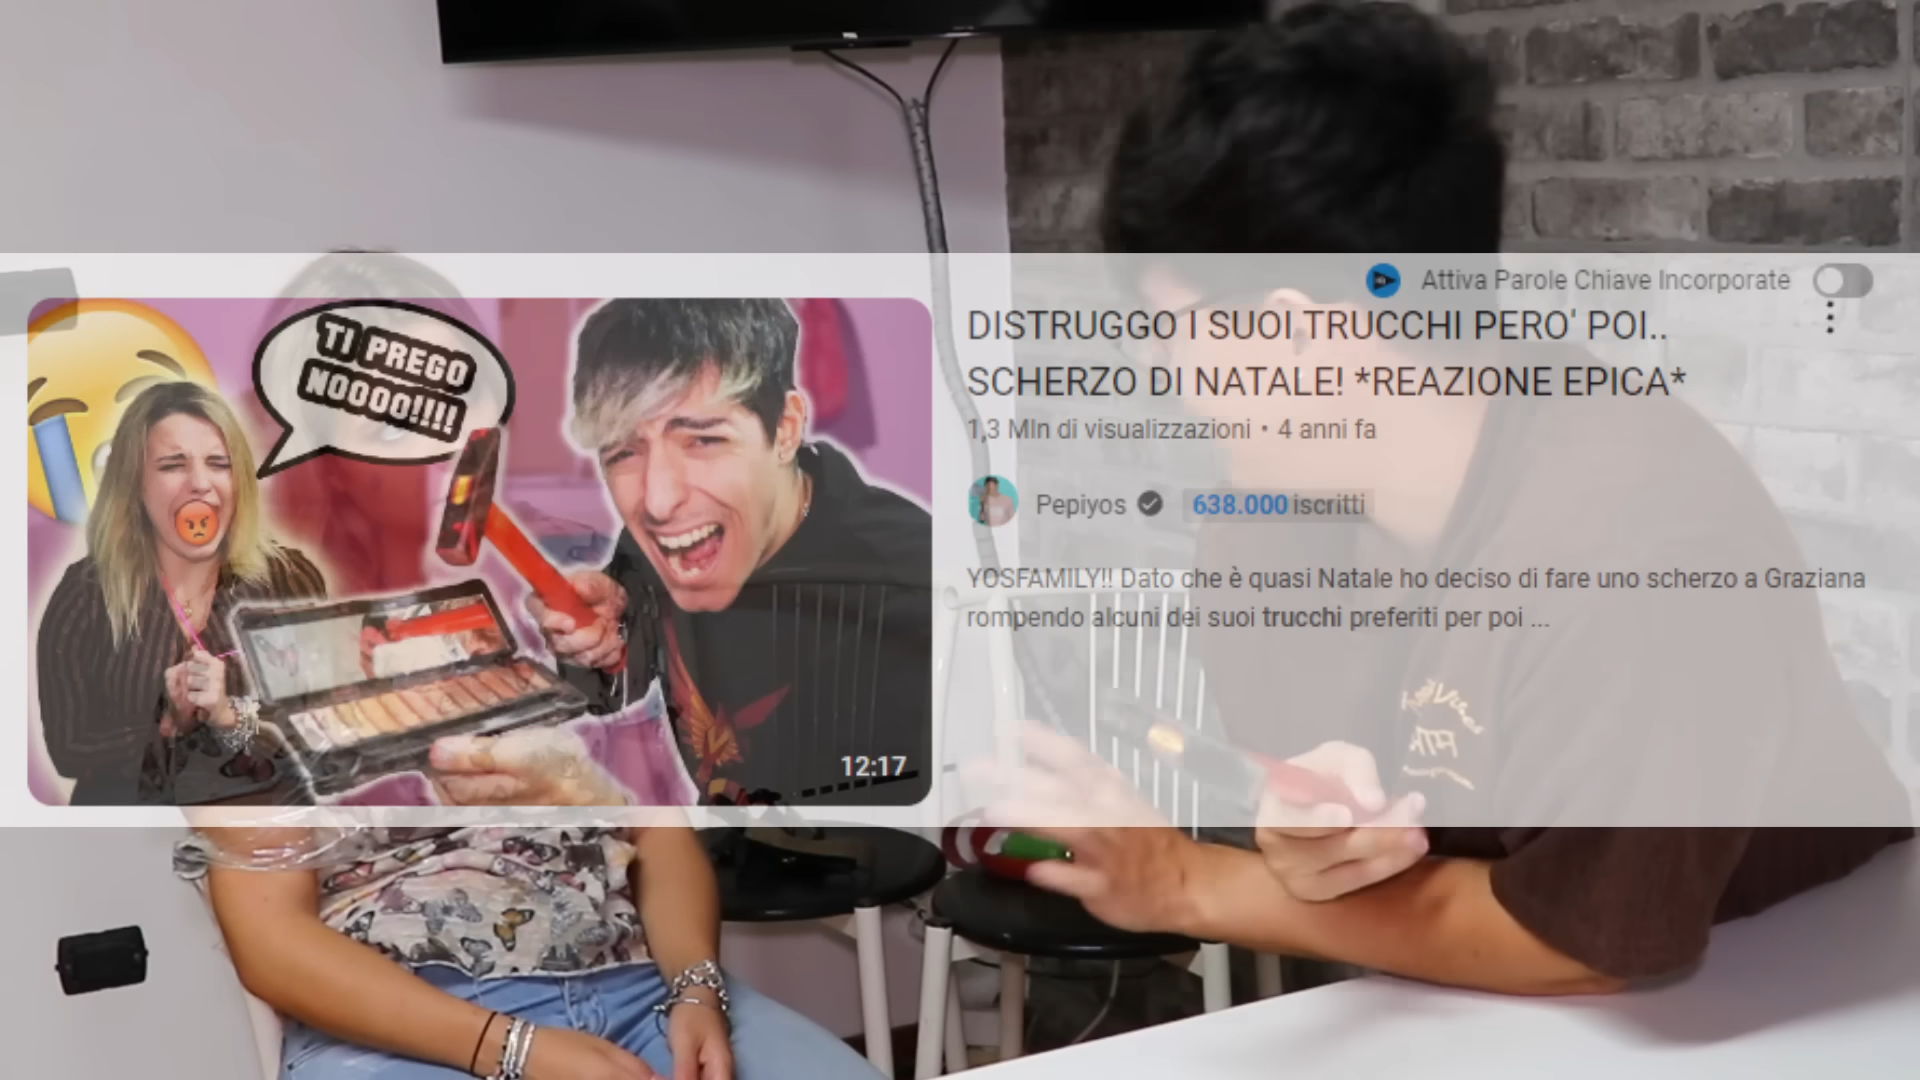 Attiva Parole Chiave Incorporate
TI PREGO
NOOOO!!!!
12:17
DISTRUGGO I SUOI TRUCCHI PERO' POI..
SCHERZO DI NATALE! *REAZIONE EPICA*
1,3 Mln di visualizzazioni • 4 anni fa
Pepiyos
638.000 iscritti
YOSFAMILY!! Dato che è quasi Natale ho deciso di fare uno scherzo a Graziana
rompendo alcuni dei suoi trucchi preferiti per poi ...